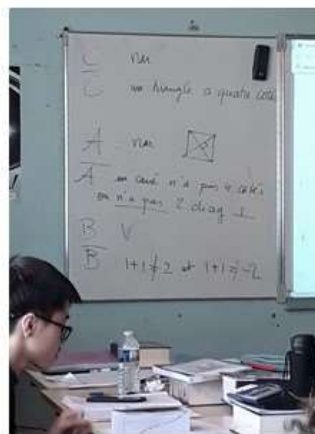 C vrai
C un triangle a quatre côtés
A vrai
A un carré n'a pas 4 côtés
ou n'a pas 2 diag ⊥
B V
B 1+1≠2 et 1+1≠-2